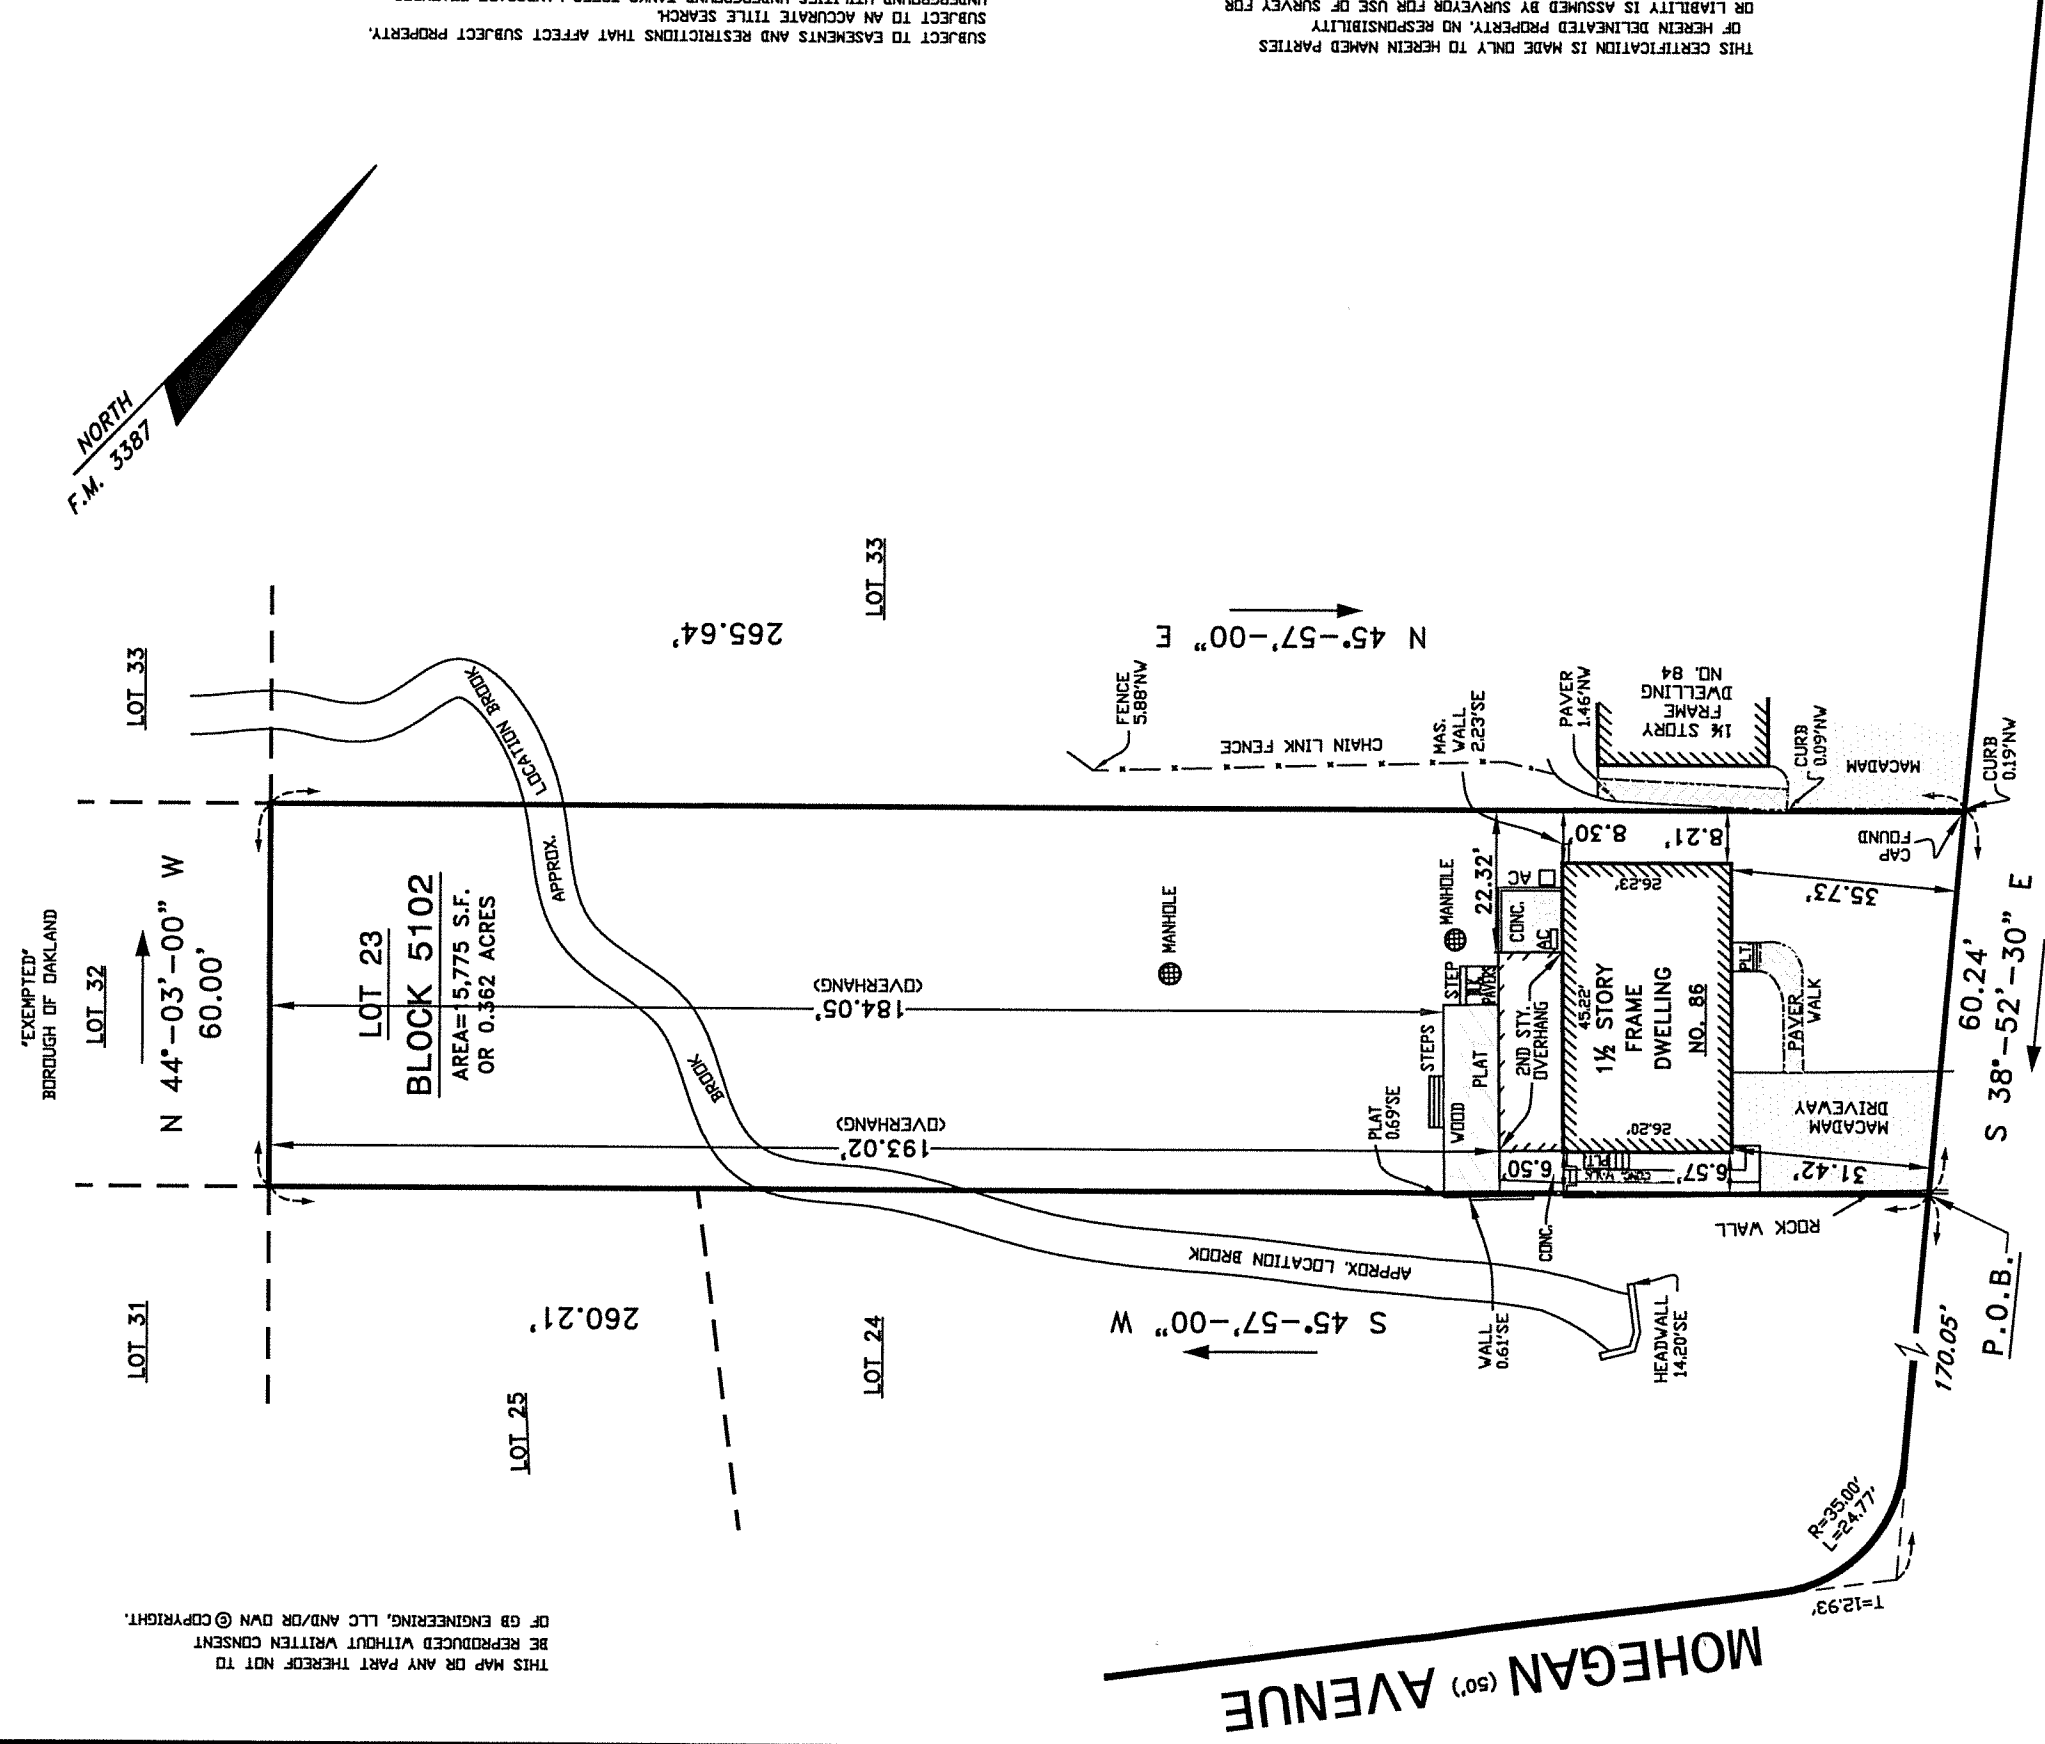 UNDERGROUND UTILITIES UNDERGROUND TANKS
SUBJECT TO AN ACCURATE TITLE SEARCH.
SUBJECT TO EASEMENTS AND RESTRICTIONS THAT AFFECT SUBJECT PROPERTY.
THIS CERTIFICATION IS MADE ONLY TO HEREIN NAMED PARTIES
OF HEREIN DELINEATED PROPERTY. NO RESPONSIBILITY
OR LIABILITY IS ASSUMED BY SURVEYOR FOR USE OF SURVEY FOR
NORTH
F.M. 3387
"EXEMPTED"
BOROUGH OF OAKLAND
LOT 32
N 44°-03'-00" W
60.00'
LOT 33
LOT 31
LOT 23
BLOCK 5102
AREA=15,775 S.F.
OR 0.362 ACRES
APPROX.
LOCATION BROOK
BROOK
BROOK
265.64'
LOT 33
N 45°-57'-00" E
184.05'
(OVERHANG)
193.02'
(OVERHANG)
MANHOLE
MANHOLE
FENCE
5.88'NW
CHAIN LINK FENCE
MAS.
WALL
2.23'SE
PAVER
1.46'NW
1½ STORY
FRAME
DWELLING
NO. 84
CURB
0.09'NW
MACADAM
CURB
0.19'NW
CAP
FOUND
8.30'
8.21'
22.32'
AC
CONC.
AC
STEP
PAVERS
STEPS
WOOD
PLAT
PLAT
0.69'SE
2ND STY.
OVERHANG
26.23'
45.22'
1½ STORY
FRAME
DWELLING
NO. 86
26.20'
35.73'
PLT
PAVER
WALK
MACADAM
DRIVEWAY
31.42'
6.50'
6.57'
PLT
CONC. WALK
CONC.
ROCK WALL
60.24'
S 38°-52'-30" E
P.O.B.
170.05'
260.21'
LOT 25
LOT 24
S 45°-57'-00" W
APPROX. LOCATION BROOK
WALL
0.61'SE
HEADWALL
14.20'SE
R=35.00'
L=24.77'
T=12.93'
MOHEGAN (50') AVENUE
THIS MAP OR ANY PART THEREOF NOT TO
BE REPRODUCED WITHOUT WRITTEN CONSENT
OF GB ENGINEERING, LLC AND/OR OWN © COPYRIGHT.